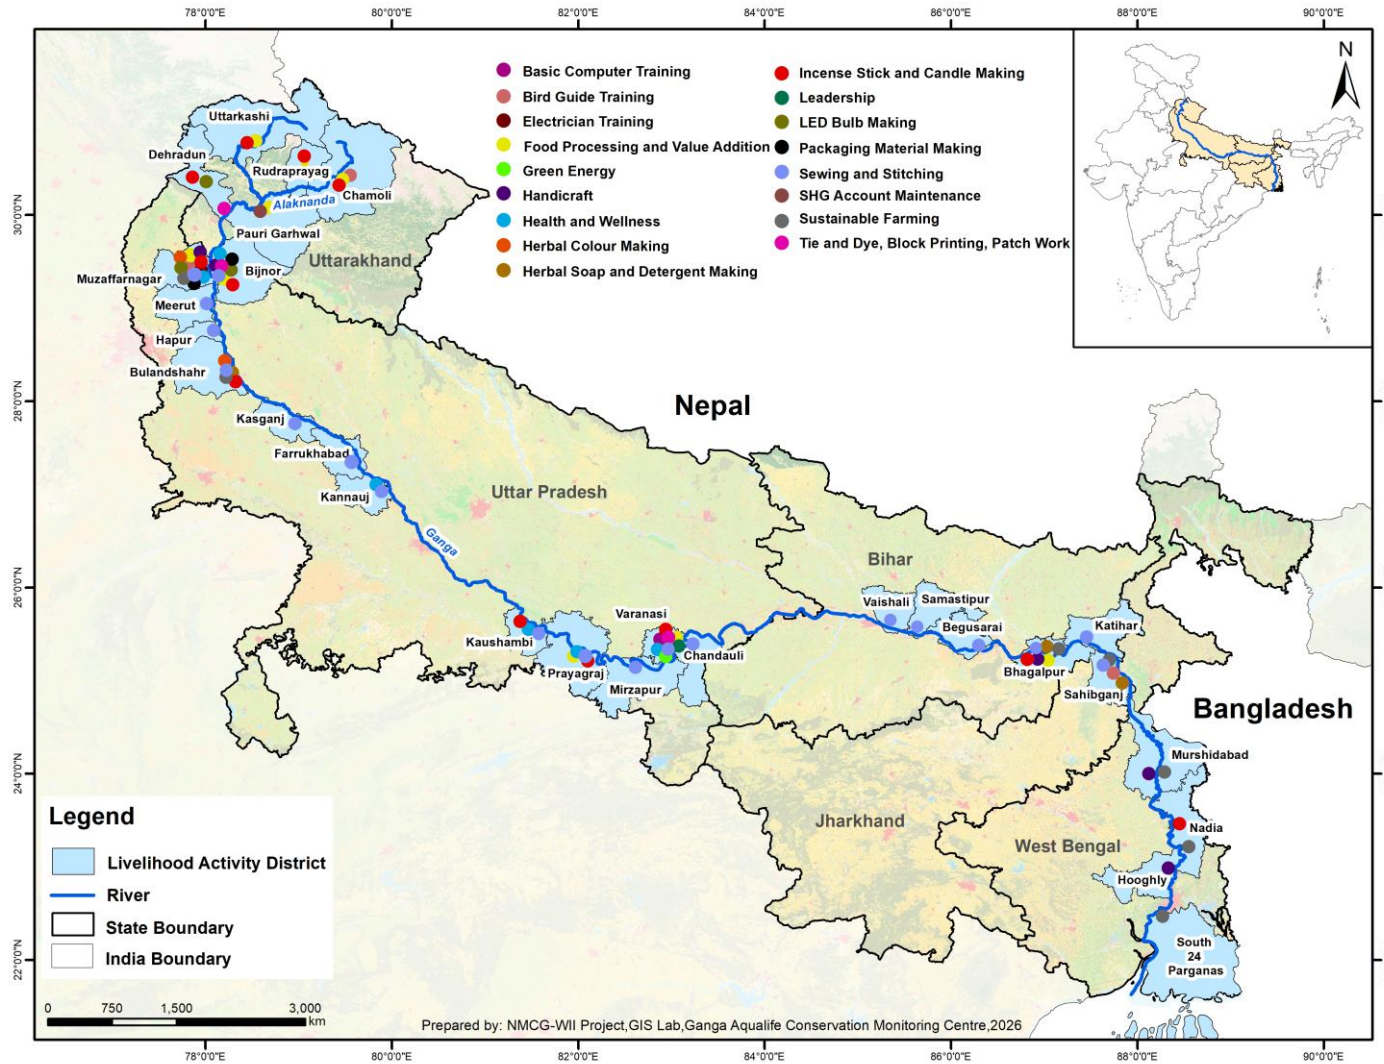 78°0'0"E
80°0'0"E
82°0'0"E
84°0'0"E
86°0'0"E
88°0'0"E
90°0'0"E
N
Basic Computer Training
Bird Guide Training
Electrician Training
Food Processing and Value Addition
Green Energy
Handicraft
Health and Wellness
Herbal Colour Making
Herbal Soap and Detergent Making
Incense Stick and Candle Making
Leadership
LED Bulb Making
Packaging Material Making
Sewing and Stitching
SHG Account Maintenance
Sustainable Farming
Tie and Dye, Block Printing, Patch Work
Uttarkashi
Dehradun
Rudraprayag
Chamoli
Alaknanda
30°0'0"N
Pauri Garhwal
Uttarakhand
Bijnor
Muzaffarnagar
Meerut
Hapur
Bulandshahr
28°0'0"N
Nepal
Kasganj
Farrukhabad
Kannauj
Uttar Pradesh
Ganga
26°0'0"N
Bihar
Vaishali
Samastipur
Begusarai
Katihar
Varanasi
Kaushambi
Chandauli
Prayagraj
Mirzapur
Bhagalpur
Sahibganj
Bangladesh
Murshidabad
24°0'0"N
Jharkhand
Nadia
West Bengal
Hooghly
22°0'0"N
South
24
Parganas
Legend
Livelihood Activity District
River
State Boundary
India Boundary
0 750 1,500 3,000
km
Prepared by: NMCG-WII Project,GIS Lab,Ganga Aqualife Conservation Monitoring Centre,2026
78°0'0"E
80°0'0"E
82°0'0"E
84°0'0"E
86°0'0"E
88°0'0"E
90°0'0"E